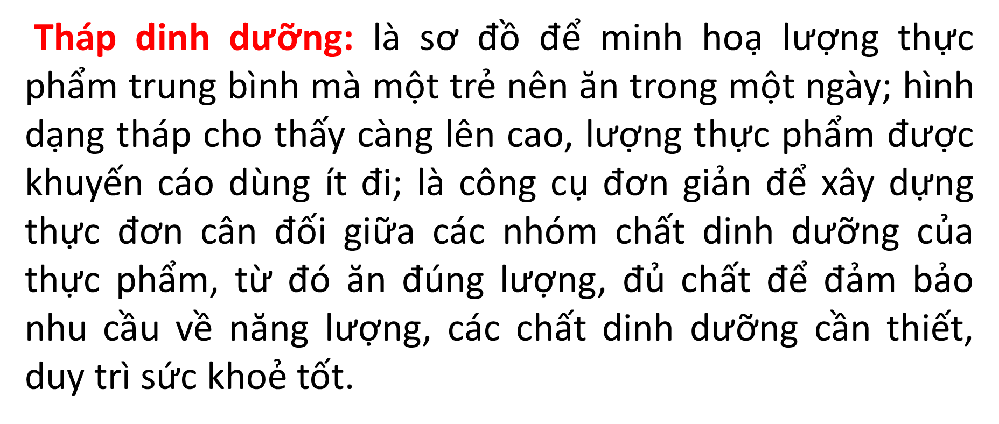 Tháp dinh dưỡng: là sơ đồ để minh hoạ lượng thực
phẩm trung bình mà một trẻ nên ăn trong một ngày; hình
dạng tháp cho thấy càng lên cao, lượng thực phẩm được
khuyến cáo dùng ít đi; là công cụ đơn giản để xây dựng
thực đơn cân đối giữa các nhóm chất dinh dưỡng của
thực phẩm, từ đó ăn đúng lượng, đủ chất để đảm bảo
nhu cầu về năng lượng, các chất dinh dưỡng cần thiết,
duy trì sức khoẻ tốt.